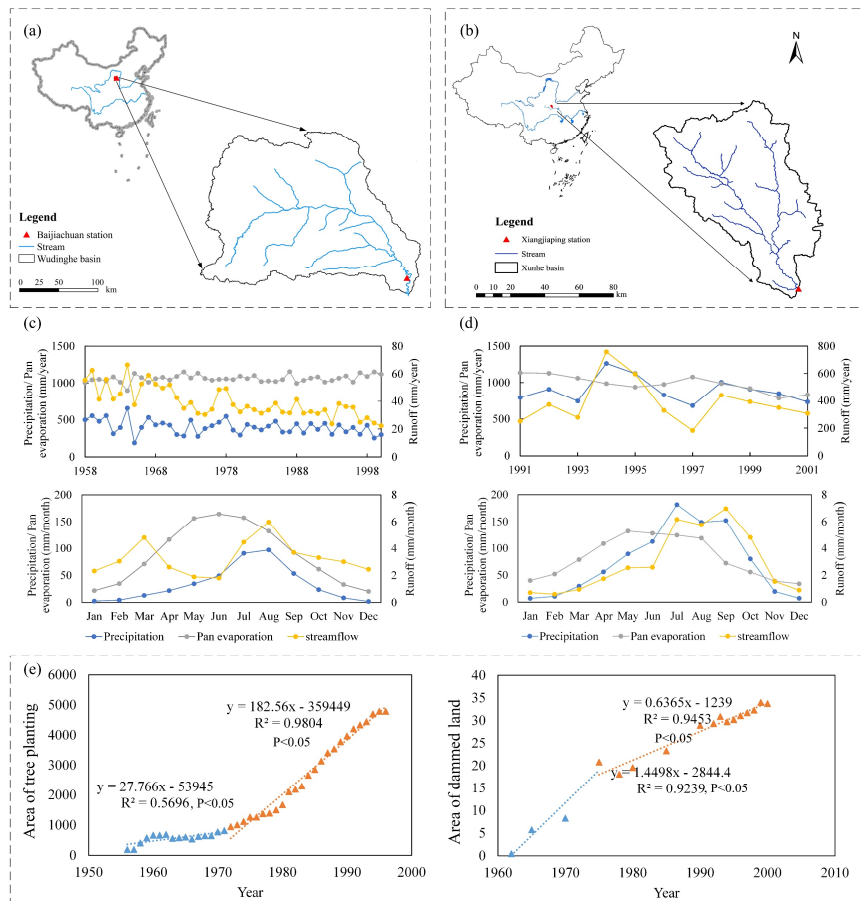 (a)
Legend
Baijiachuan station
Stream
Wudinghe basin
0 25 50 100
km
(b)
N
Legend
Xiangjiaping station
Stream
Xunhe basin
0 10 20 40 60 80
km
(c)
Precipitation/ Pan
evaporation (mm/year)
1500
1000
500
0
80
60
40
20
0
Runoff (mm/year)
1958 1968 1978 1988 1998
Precipitation/ Pan
evaporation (mm/month)
200
150
100
50
0
8
6
4
2
0
Runoff (mm/month)
Jan Feb Mar Apr May Jun Jul Aug Sep Oct Nov Dec
Precipitation Pan evaporation streamflow
(d)
Precipitation/ Pan
evaporation (mm/year)
1500
1000
500
0
800
600
400
200
0
Runoff (mm/year)
1991 1993 1995 1997 1999 2001
Precipitation/ Pan
evaporation (mm/month)
200
150
100
50
0
8
6
4
2
0
Runoff (mm/month)
Jan Feb Mar Apr May Jun Jul Aug Sep Oct Nov Dec
Precipitation Pan evaporation streamflow
(e)
Area of tree planting
6000
5000
4000
3000
2000
1000
0
y = 182.56x - 359449
R² = 0.9804
P<0.05
y = 27.766x - 53945
R² = 0.5696, P<0.05
1950 1960 1970 1980 1990 2000
Year
Area of dammed land
40
35
30
25
20
15
10
5
0
y = 0.6365x - 1239
R² = 0.9453
P<0.05
y = 1.4498x - 2844.4
R² = 0.9239, P<0.05
1960 1970 1980 1990 2000 2010
Year